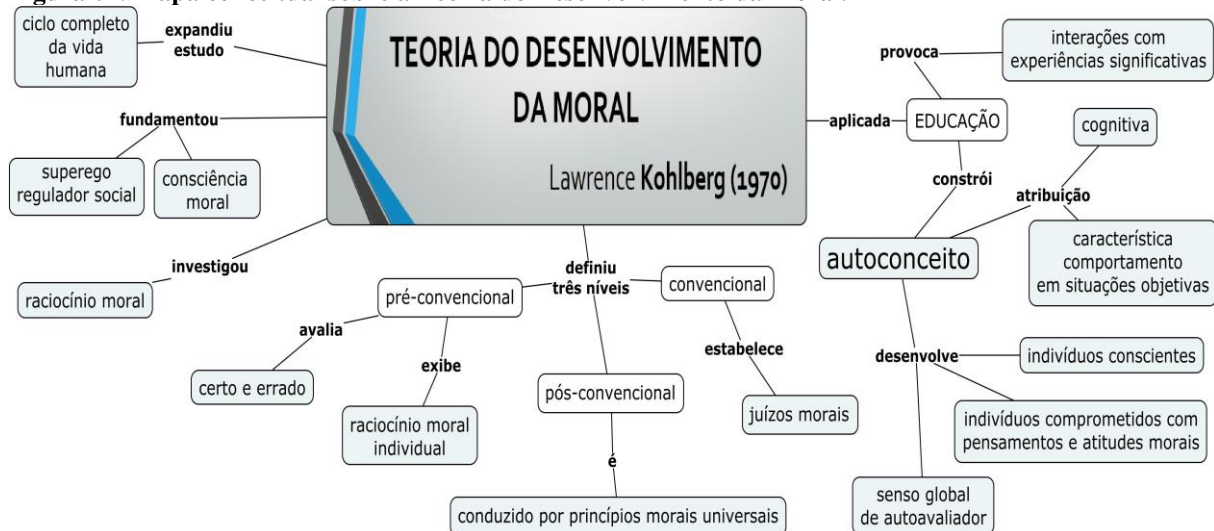 TEORIA DO DESENVOLVIMENTO
DA MORAL
Lawrence Kohlberg (1970)
expandiu
estudo
ciclo completo
da vida
humana
fundamentou
superego
regulador social
consciência
moral
investigou
raciocínio moral
definiu
três níveis
pré-convencional
avalia
certo e errado
exibe
raciocínio moral
individual
pós-convencional
é
conduzido por princípios morais universais
convencional
estabelece
juízos morais
aplicada
EDUCAÇÃO
provoca
interações com
experiências significativas
constrói
autoconceito
atribuição
cognitiva
característica
comportamento
em situações objetivas
desenvolve
indivíduos conscientes
indivíduos comprometidos com
pensamentos e atitudes morais
senso global
de autoavaliador